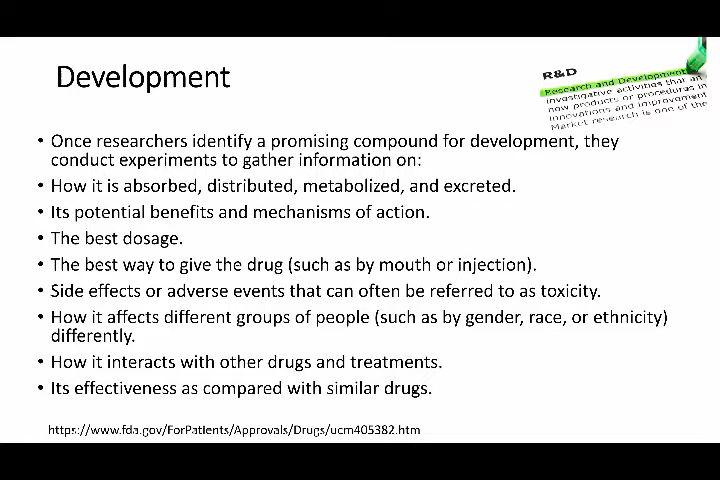 Development
R&D
Research and Development
investigative activities that an
new products or procedures in
innovations and improvement
Market research is one of the
• Once researchers identify a promising compound for development, they
conduct experiments to gather information on:
• How it is absorbed, distributed, metabolized, and excreted.
• Its potential benefits and mechanisms of action.
• The best dosage.
• The best way to give the drug (such as by mouth or injection).
• Side effects or adverse events that can often be referred to as toxicity.
• How it affects different groups of people (such as by gender, race, or ethnicity)
differently.
• How it interacts with other drugs and treatments.
• Its effectiveness as compared with similar drugs.
https://www.fda.gov/ForPatients/Approvals/Drugs/ucm405382.htm